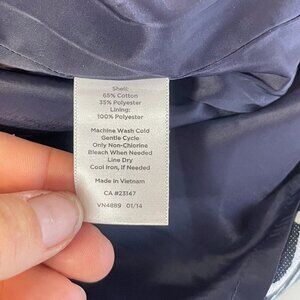 Shell:
65% Cotton
35% Polyester
Lining:
100% Polyester
Machine Wash Cold
Gentle Cycle
Only Non-Chlorine
Bleach When Needed
Line Dry
Cool Iron, If Needed
Made in Vietnam
CA #23147
VN4889 01/14